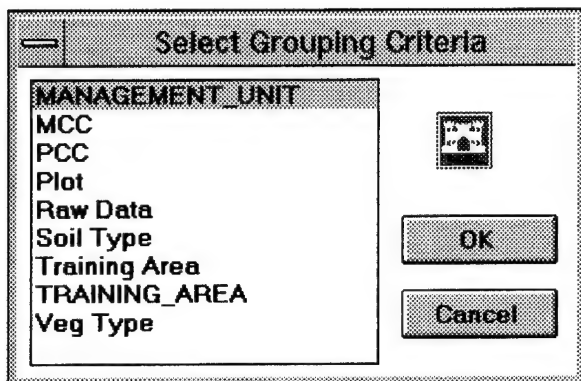 Select Grouping Criteria
MANAGEMENT_UNIT
MCC
PCC
Plot
Raw Data
Soil Type
Training Area
TRAINING_AREA
Veg Type
OK
Cancel